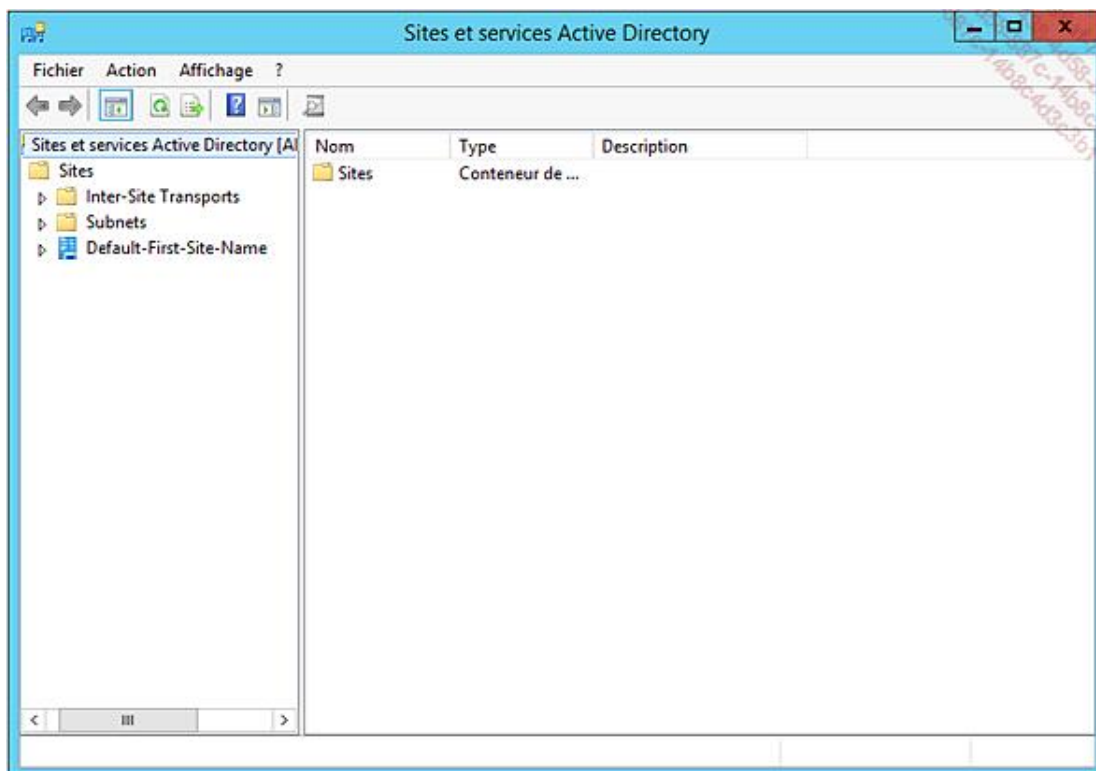 Sites et services Active Directory
Fichier Action Affichage ?
Sites et services Active Directory [Al
Nom Type Description
Sites
Sites Conteneur de ...
Inter-Site Transports
Subnets
Default-First-Site-Name